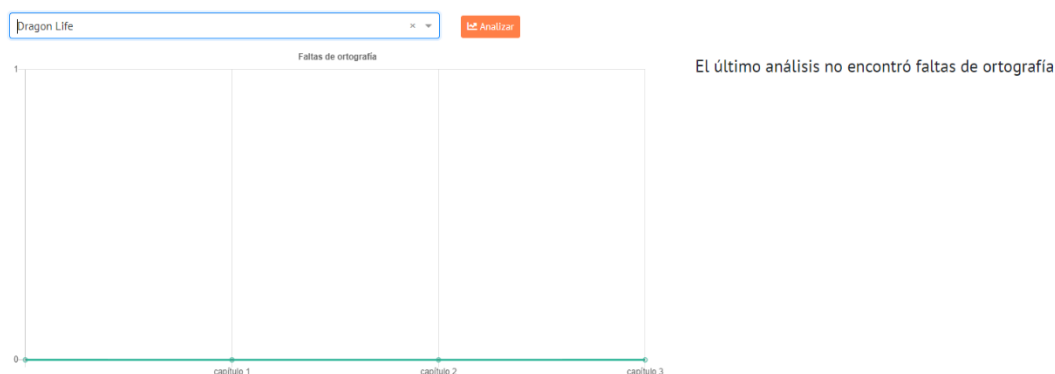 Dragon Life
× Analizar
Faltas de ortografía
El último análisis no encontró faltas de ortografía
1
0
capítulo 1 capítulo 2 capítulo 3